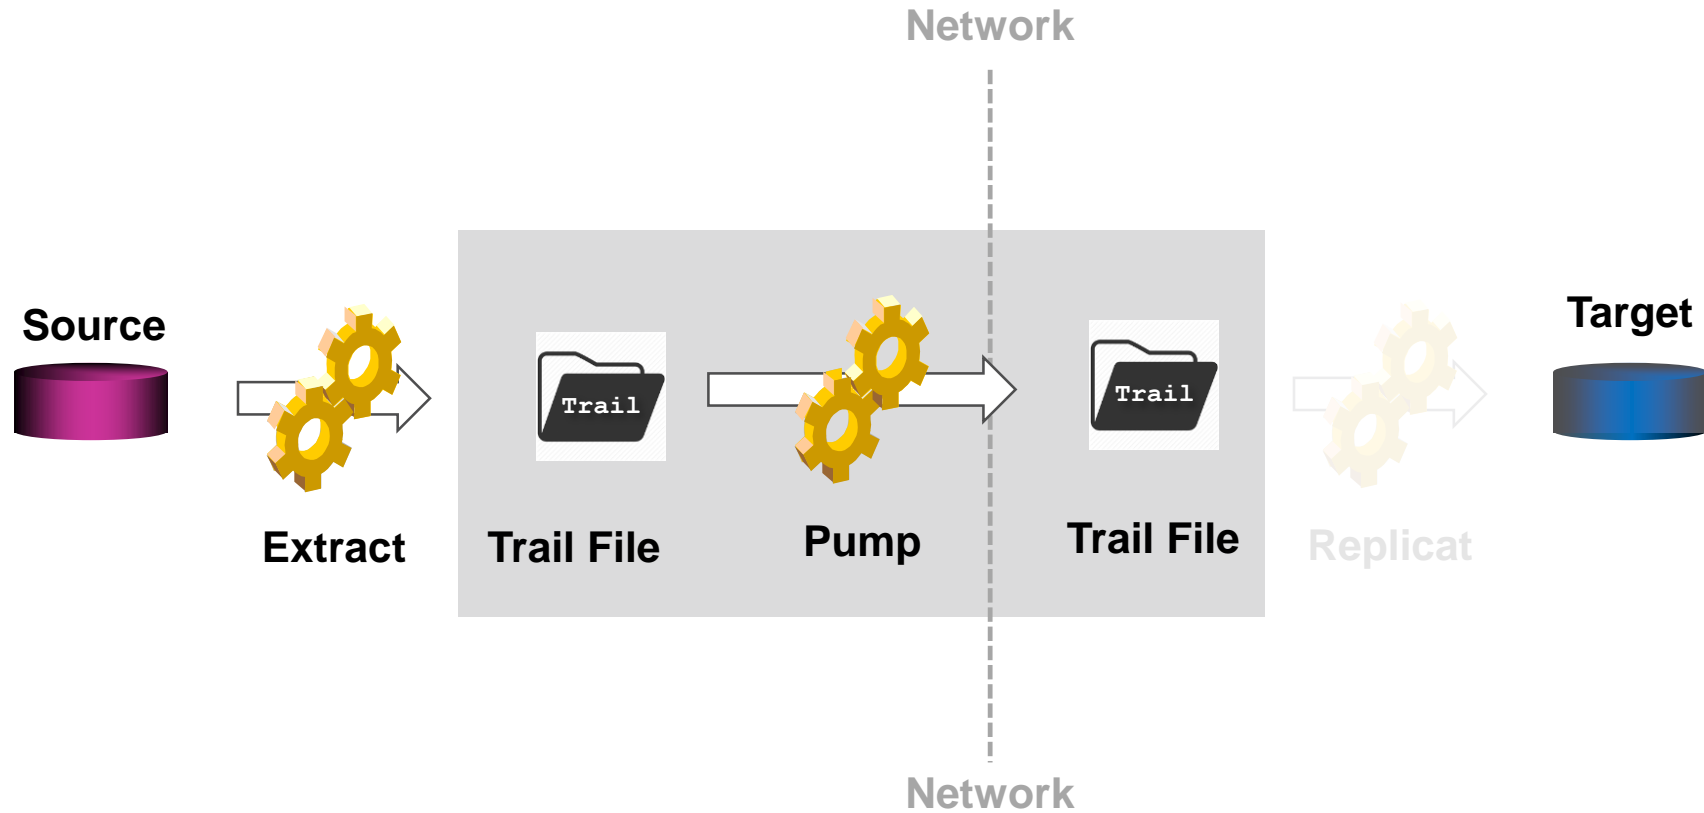 Network
Source
Target
Trail
Trail
Extract
Trail File
Pump
Trail File
Replicat
Network